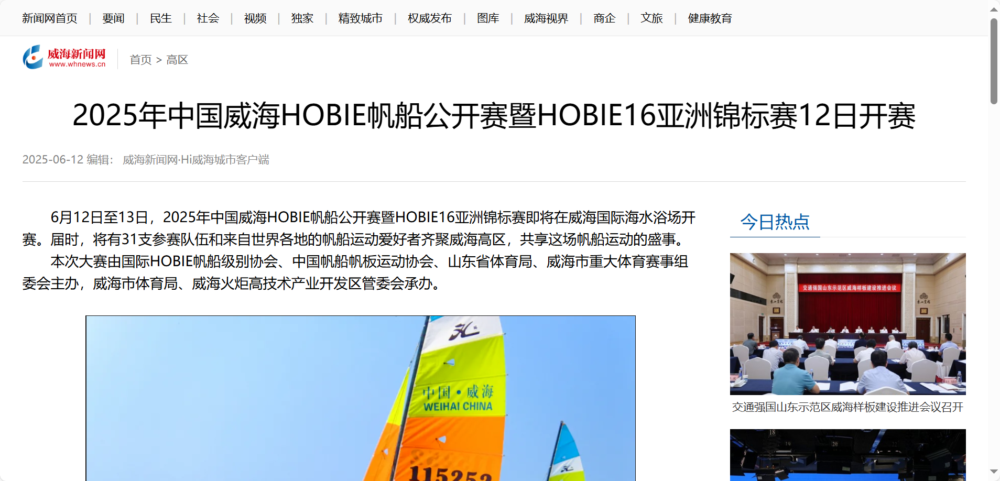 新闻网首页 | 要闻 | 民生 | 社会 | 视频 | 独家 | 精致城市 | 权威发布 | 图库 | 威海视界 | 商企 | 文旅 | 健康教育
威海新闻网
www.whnews.cn
首页 > 高区
2025年中国威海HOBIE帆船公开赛暨HOBIE16亚洲锦标赛12日开赛
2025-06-12 编辑： 威海新闻网·Hi威海城市客户端
6月12日至13日，2025年中国威海HOBIE帆船公开赛暨HOBIE16亚洲锦标赛即将在威海国际海水浴场开
赛。届时，将有31支参赛队伍和来自世界各地的帆船运动爱好者齐聚威海高区，共享这场帆船运动的盛事。
本次大赛由国际HOBIE帆船级别协会、中国帆船帆板运动协会、山东省体育局、威海市重大体育赛事组
委会主办，威海市体育局、威海火炬高技术产业开发区管委会承办。
中国·威海
WEIHAI CHINA
115252
今日热点
交通强国山东示范区威海样板建设推进会议
交通强国山东示范区威海样板建设推进会议召开
18
19
20
22